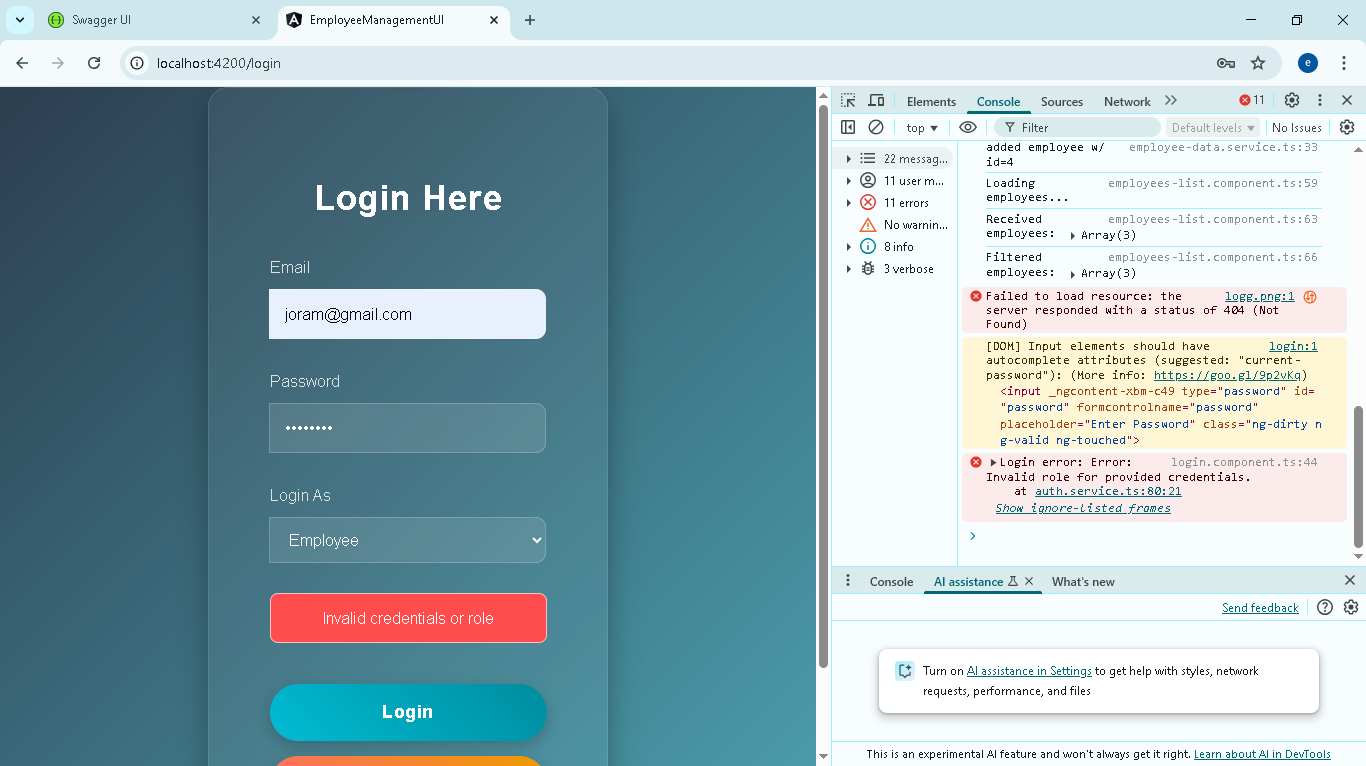 Swagger UI
EmployeeManagementUI
localhost:4200/login
e
Login Here
Email
joram@gmail.com
Password
••••••••
Login As
Employee
Invalid credentials or role
Login
Elements
Console
Sources
Network
11
top
Filter
Default levels
No Issues
22 messag...
11 user m...
11 errors
No warnin...
8 info
3 verbose
added employee w/ employee-data.service.ts:33
id=4
Loading employees-list.component.ts:59
employees...
Received employees-list.component.ts:63
employees: Array(3)
Filtered employees-list.component.ts:66
employees: Array(3)
Failed to load resource: the logg.png:1
server responded with a status of 404 (Not
Found)
[DOM] Input elements should have login:1
autocomplete attributes (suggested: "current-
password"): (More info: https://goo.gl/9p2vKq)
<input _ngcontent-xbm-c49 type="password" id=
"password" formcontrolname="password"
placeholder="Enter Password" class="ng-dirty n
g-valid ng-touched">
Login error: Error: login.component.ts:44
Invalid role for provided credentials.
at auth.service.ts:80:21
Show ignore-listed frames
Console
AI assistance
What's new
Send feedback
Turn on AI assistance in Settings to get help with styles, network
requests, performance, and files
This is an experimental AI feature and won't always get it right. Learn about AI in DevTools